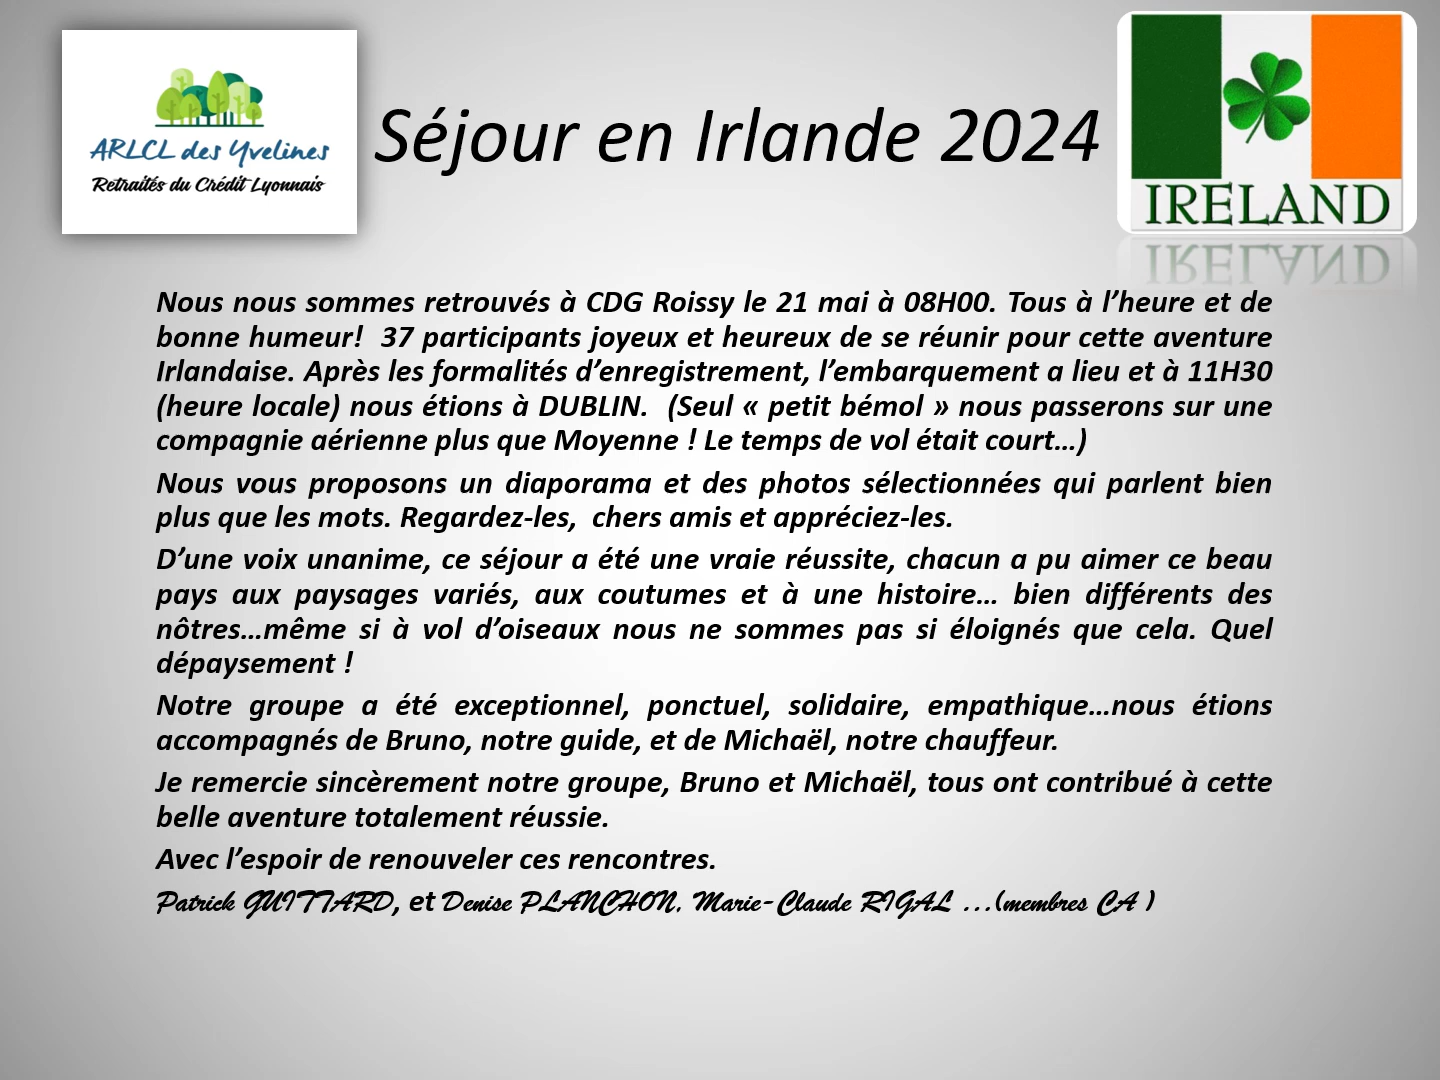 ARLCL des Yvelines
Retraités du Crédit Lyonnais
Séjour en Irlande 2024
IRELAND
Nous nous sommes retrouvés à CDG Roissy le 21 mai à 08H00. Tous à l’heure et de
bonne humeur!  37 participants joyeux et heureux de se réunir pour cette aventure
Irlandaise. Après les formalités d’enregistrement, l’embarquement a lieu et à 11H30
(heure locale) nous étions à DUBLIN.  (Seul « petit bémol » nous passerons sur une
compagnie aérienne plus que Moyenne ! Le temps de vol était court…)
Nous vous proposons un diaporama et des photos sélectionnées qui parlent bien
plus que les mots. Regardez-les,  chers amis et appréciez-les.
D’une voix unanime, ce séjour a été une vraie réussite, chacun a pu aimer ce beau
pays aux paysages variés, aux coutumes et à une histoire… bien différents des
nôtres…même si à vol d’oiseaux nous ne sommes pas si éloignés que cela. Quel
dépaysement !
Notre groupe a été exceptionnel, ponctuel, solidaire, empathique…nous étions
accompagnés de Bruno, notre guide, et de Michaël, notre chauffeur.
Je remercie sincèrement notre groupe, Bruno et Michaël, tous ont contribué à cette
belle aventure totalement réussie.
Avec l’espoir de renouveler ces rencontres.
Patrick GUITTARD, et Denise PLANCHON, Marie-Claude RIGAL …(membres CA )